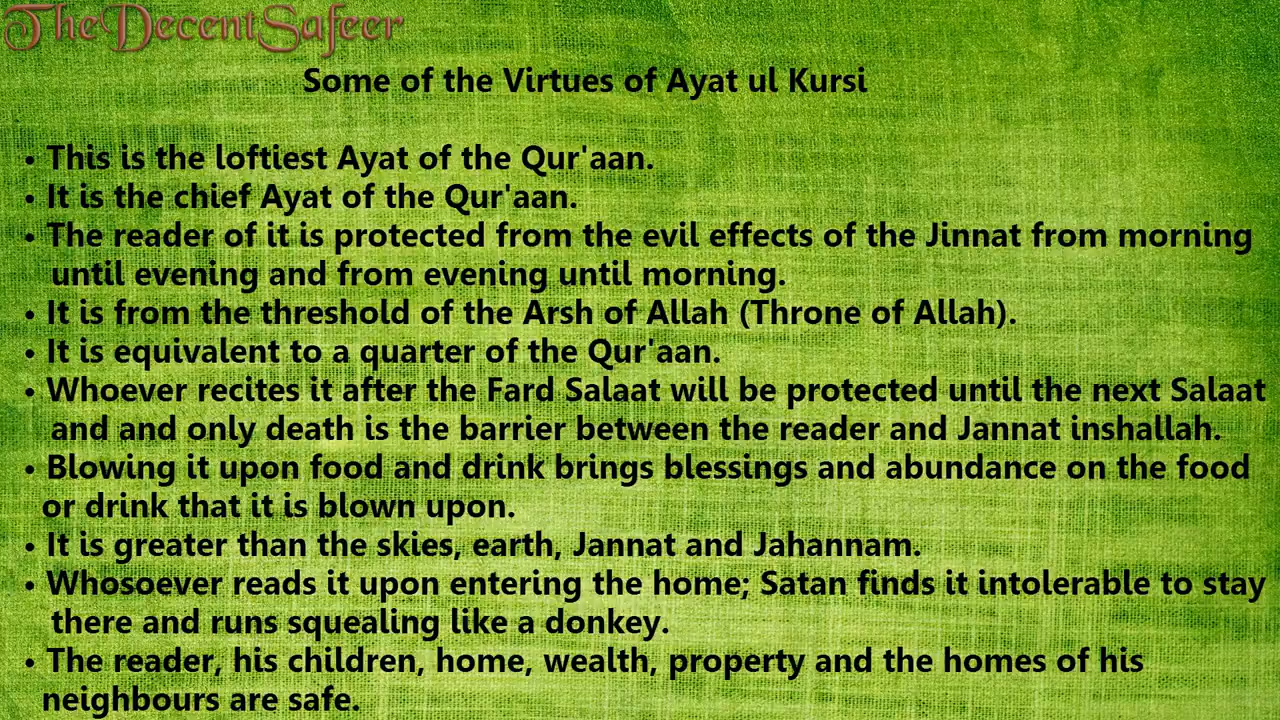 TheDecentSafeer
Some of the Virtues of Ayat ul Kursi
• This is the loftiest Ayat of the Qur'aan.
• It is the chief Ayat of the Qur'aan.
• The reader of it is protected from the evil effects of the Jinnat from morning
until evening and from evening until morning.
• It is from the threshold of the Arsh of Allah (Throne of Allah).
• It is equivalent to a quarter of the Qur'aan.
• Whoever recites it after the Fard Salaat will be protected until the next Salaat
and and only death is the barrier between the reader and Jannat inshallah.
• Blowing it upon food and drink brings blessings and abundance on the food
or drink that it is blown upon.
• It is greater than the skies, earth, Jannat and Jahannam.
• Whosoever reads it upon entering the home; Satan finds it intolerable to stay
there and runs squealing like a donkey.
• The reader, his children, home, wealth, property and the homes of his
neighbours are safe.